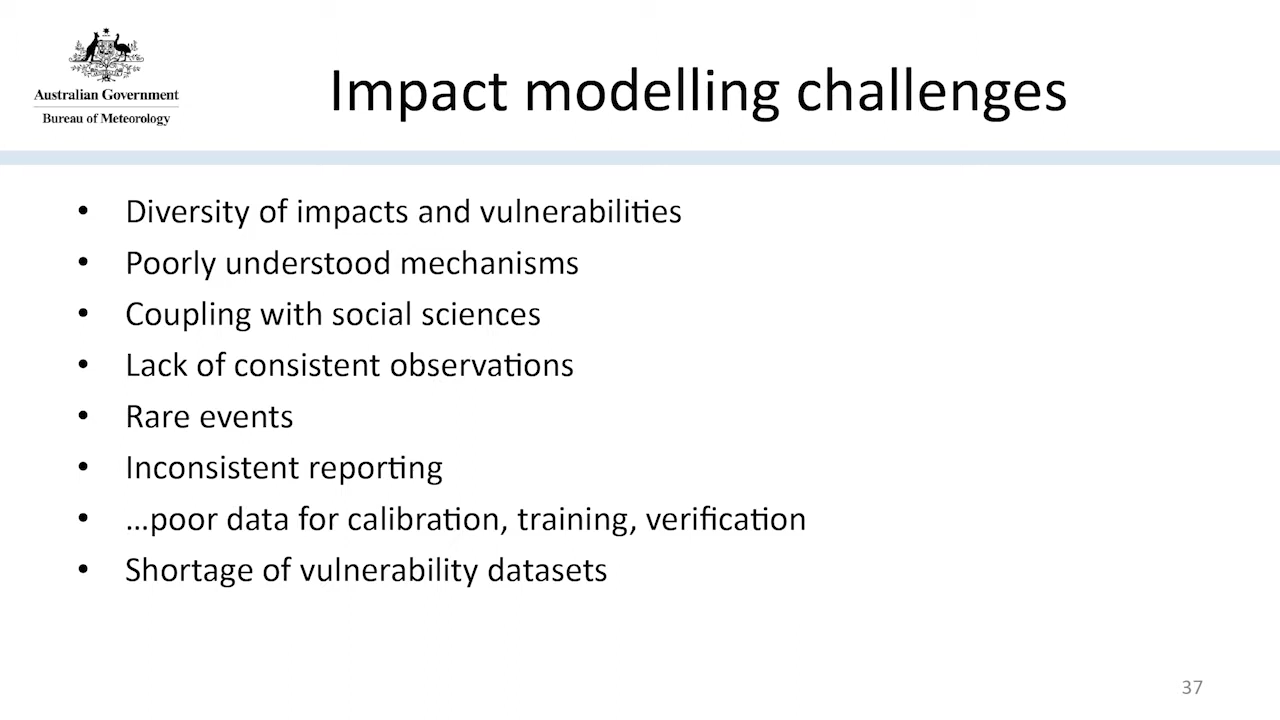 Australian Government
Bureau of Meteorology
Impact modelling challenges
• Diversity of impacts and vulnerabilities
• Poorly understood mechanisms
• Coupling with social sciences
• Lack of consistent observations
• Rare events
• Inconsistent reporting
• …poor data for calibration, training, verification
• Shortage of vulnerability datasets
37